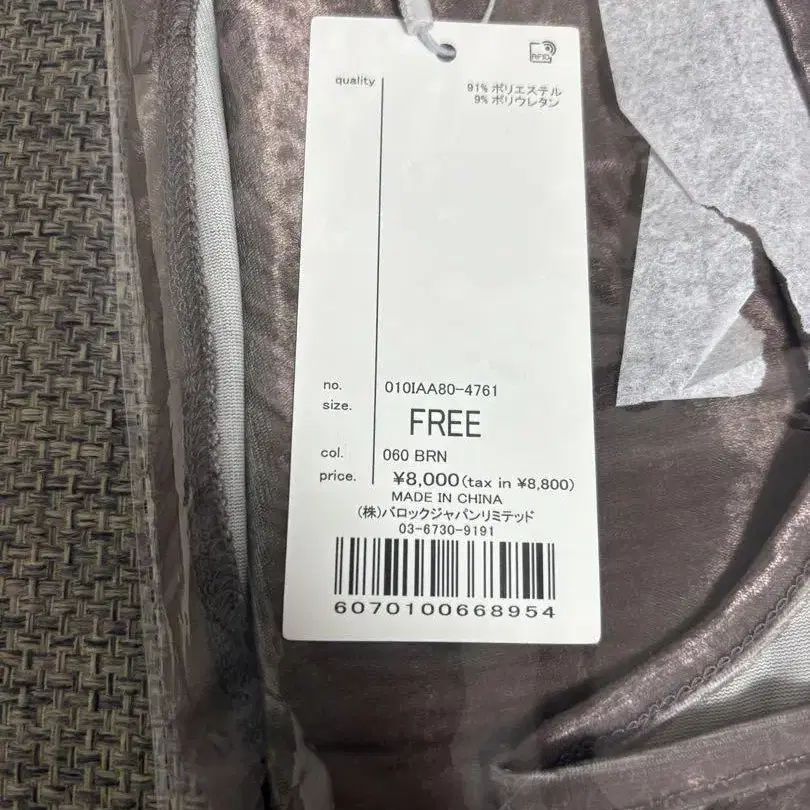 RFID
quality
91% ポリエステル
9% ポリウレタン
no. 010IAA80-4761
size. FREE
col. 060 BRN
price. ¥8,000(tax in ¥8,800)
MADE IN CHINA
(株)バロックジャパンリミテッド
03-6730-9191
6070100668954